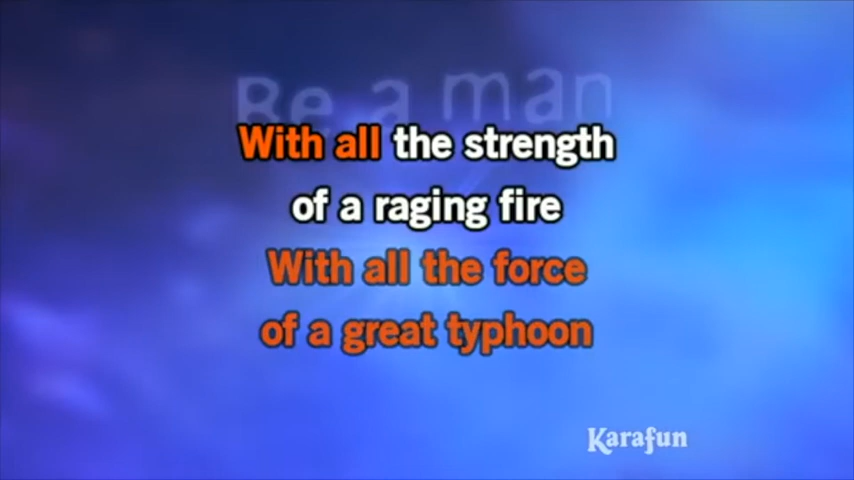 Be a man
With all the strength
of a raging fire
With all the force
of a great typhoon
Karafun